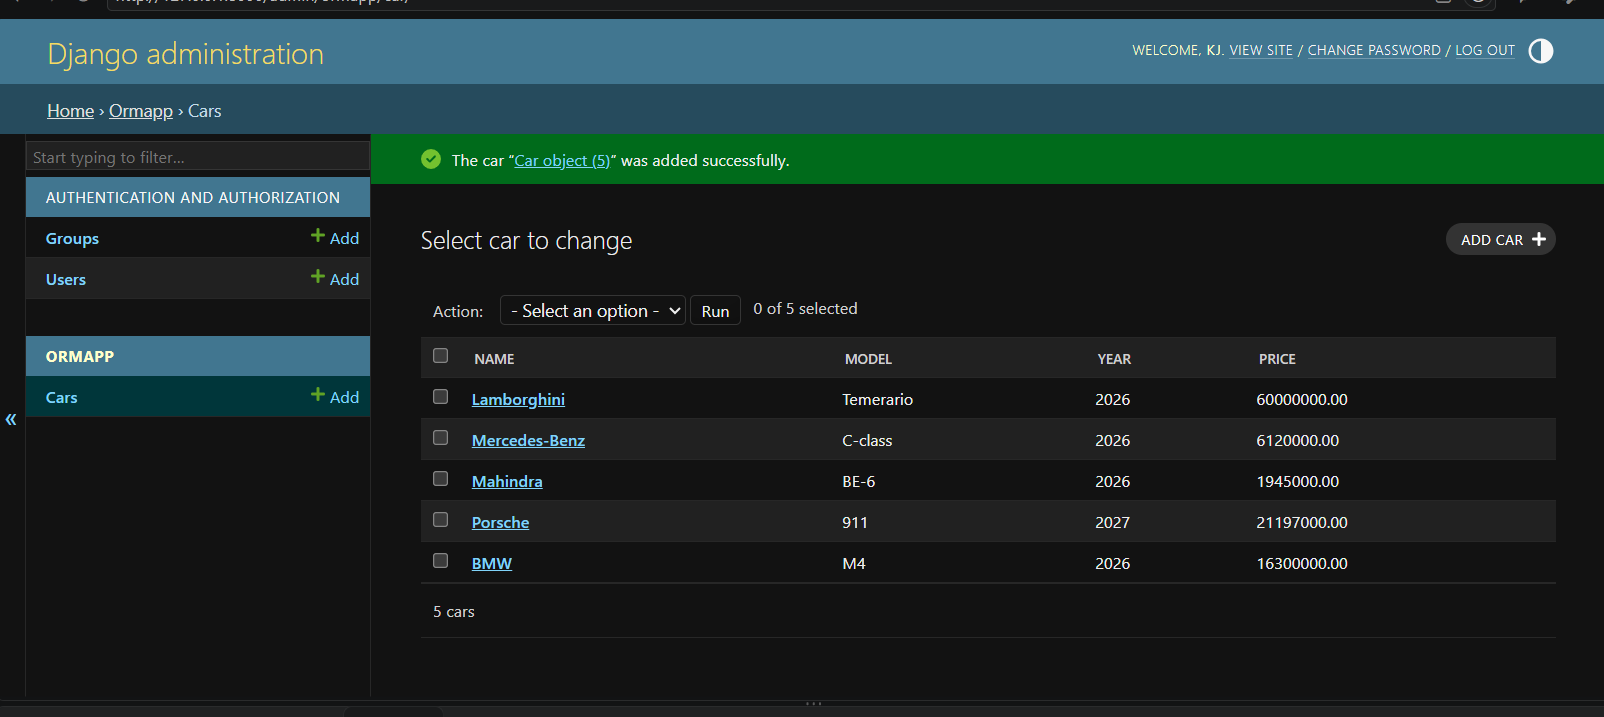 Django administration
WELCOME, KJ. VIEW SITE / CHANGE PASSWORD / LOG OUT
Home › Ormapp › Cars
Start typing to filter...
The car “Car object (5)” was added successfully.
AUTHENTICATION AND AUTHORIZATION
Groups + Add
Users + Add
ORMAPP
Cars + Add
«
Select car to change
ADD CAR +
Action: - Select an option - Run 0 of 5 selected
NAME MODEL YEAR PRICE
Lamborghini Temerario 2026 60000000.00
Mercedes-Benz C-class 2026 6120000.00
Mahindra BE-6 2026 1945000.00
Porsche 911 2027 21197000.00
BMW M4 2026 16300000.00
5 cars